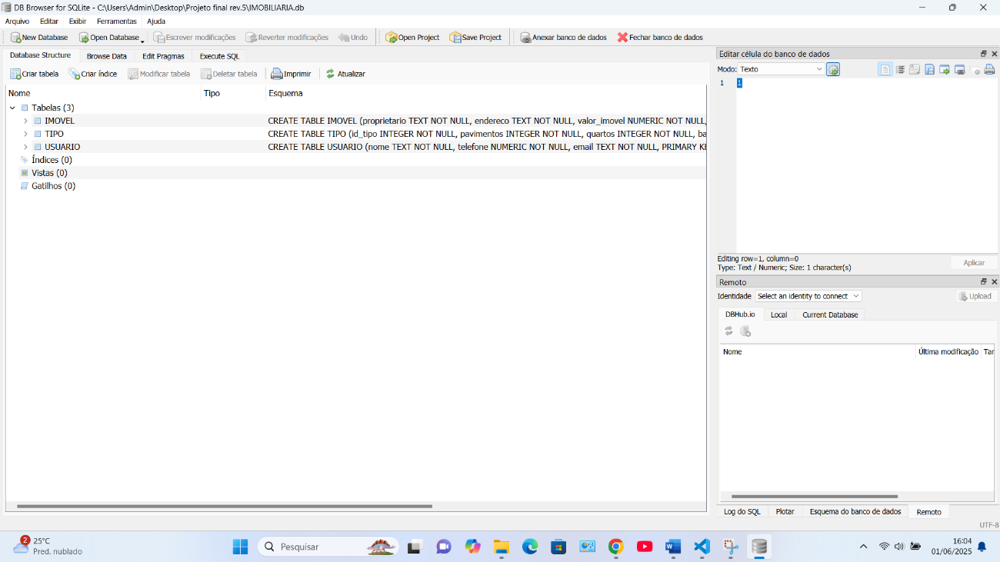 DB Browser for SQLite - C:\Users\Admin\Desktop\Projeto final rev.5\IMOBILIARIA.db
Arquivo Editar Exibir Ferramentas Ajuda
New Database Open Database Escrever modificações Reverter modificações Undo Open Project Save Project Anexar banco de dados Fechar banco de dados
Database Structure Browse Data Edit Pragmas Execute SQL
Criar tabela Criar índice Modificar tabela Deletar tabela Imprimir Atualizar
Nome Tipo Esquema
Tabelas (3)
IMOVEL CREATE TABLE IMOVEL (proprietario TEXT NOT NULL, endereco TEXT NOT NULL, valor_imovel NUMERIC NOT NULL,
TIPO CREATE TABLE TIPO (id_tipo INTEGER NOT NULL, pavimentos INTEGER NOT NULL, quartos INTEGER NOT NULL, ba
USUARIO CREATE TABLE USUARIO (nome TEXT NOT NULL, telefone NUMERIC NOT NULL, email TEXT NOT NULL, PRIMARY KE
Índices (0)
Vistas (0)
Gatilhos (0)
Editar célula do banco de dados
Modo: Texto
1 1
Editing row=1, column=0
Type: Text / Numeric; Size: 1 character(s)
Aplicar
Remoto
Identidade Select an identity to connect Upload
DBHub.io Local Current Database
Nome Última modificação Tar
Log do SQL Plotar Esquema do banco de dados Remoto
UTF-8
2 25°C
Pred. nublado
Pesquisar
16:04
01/06/2025